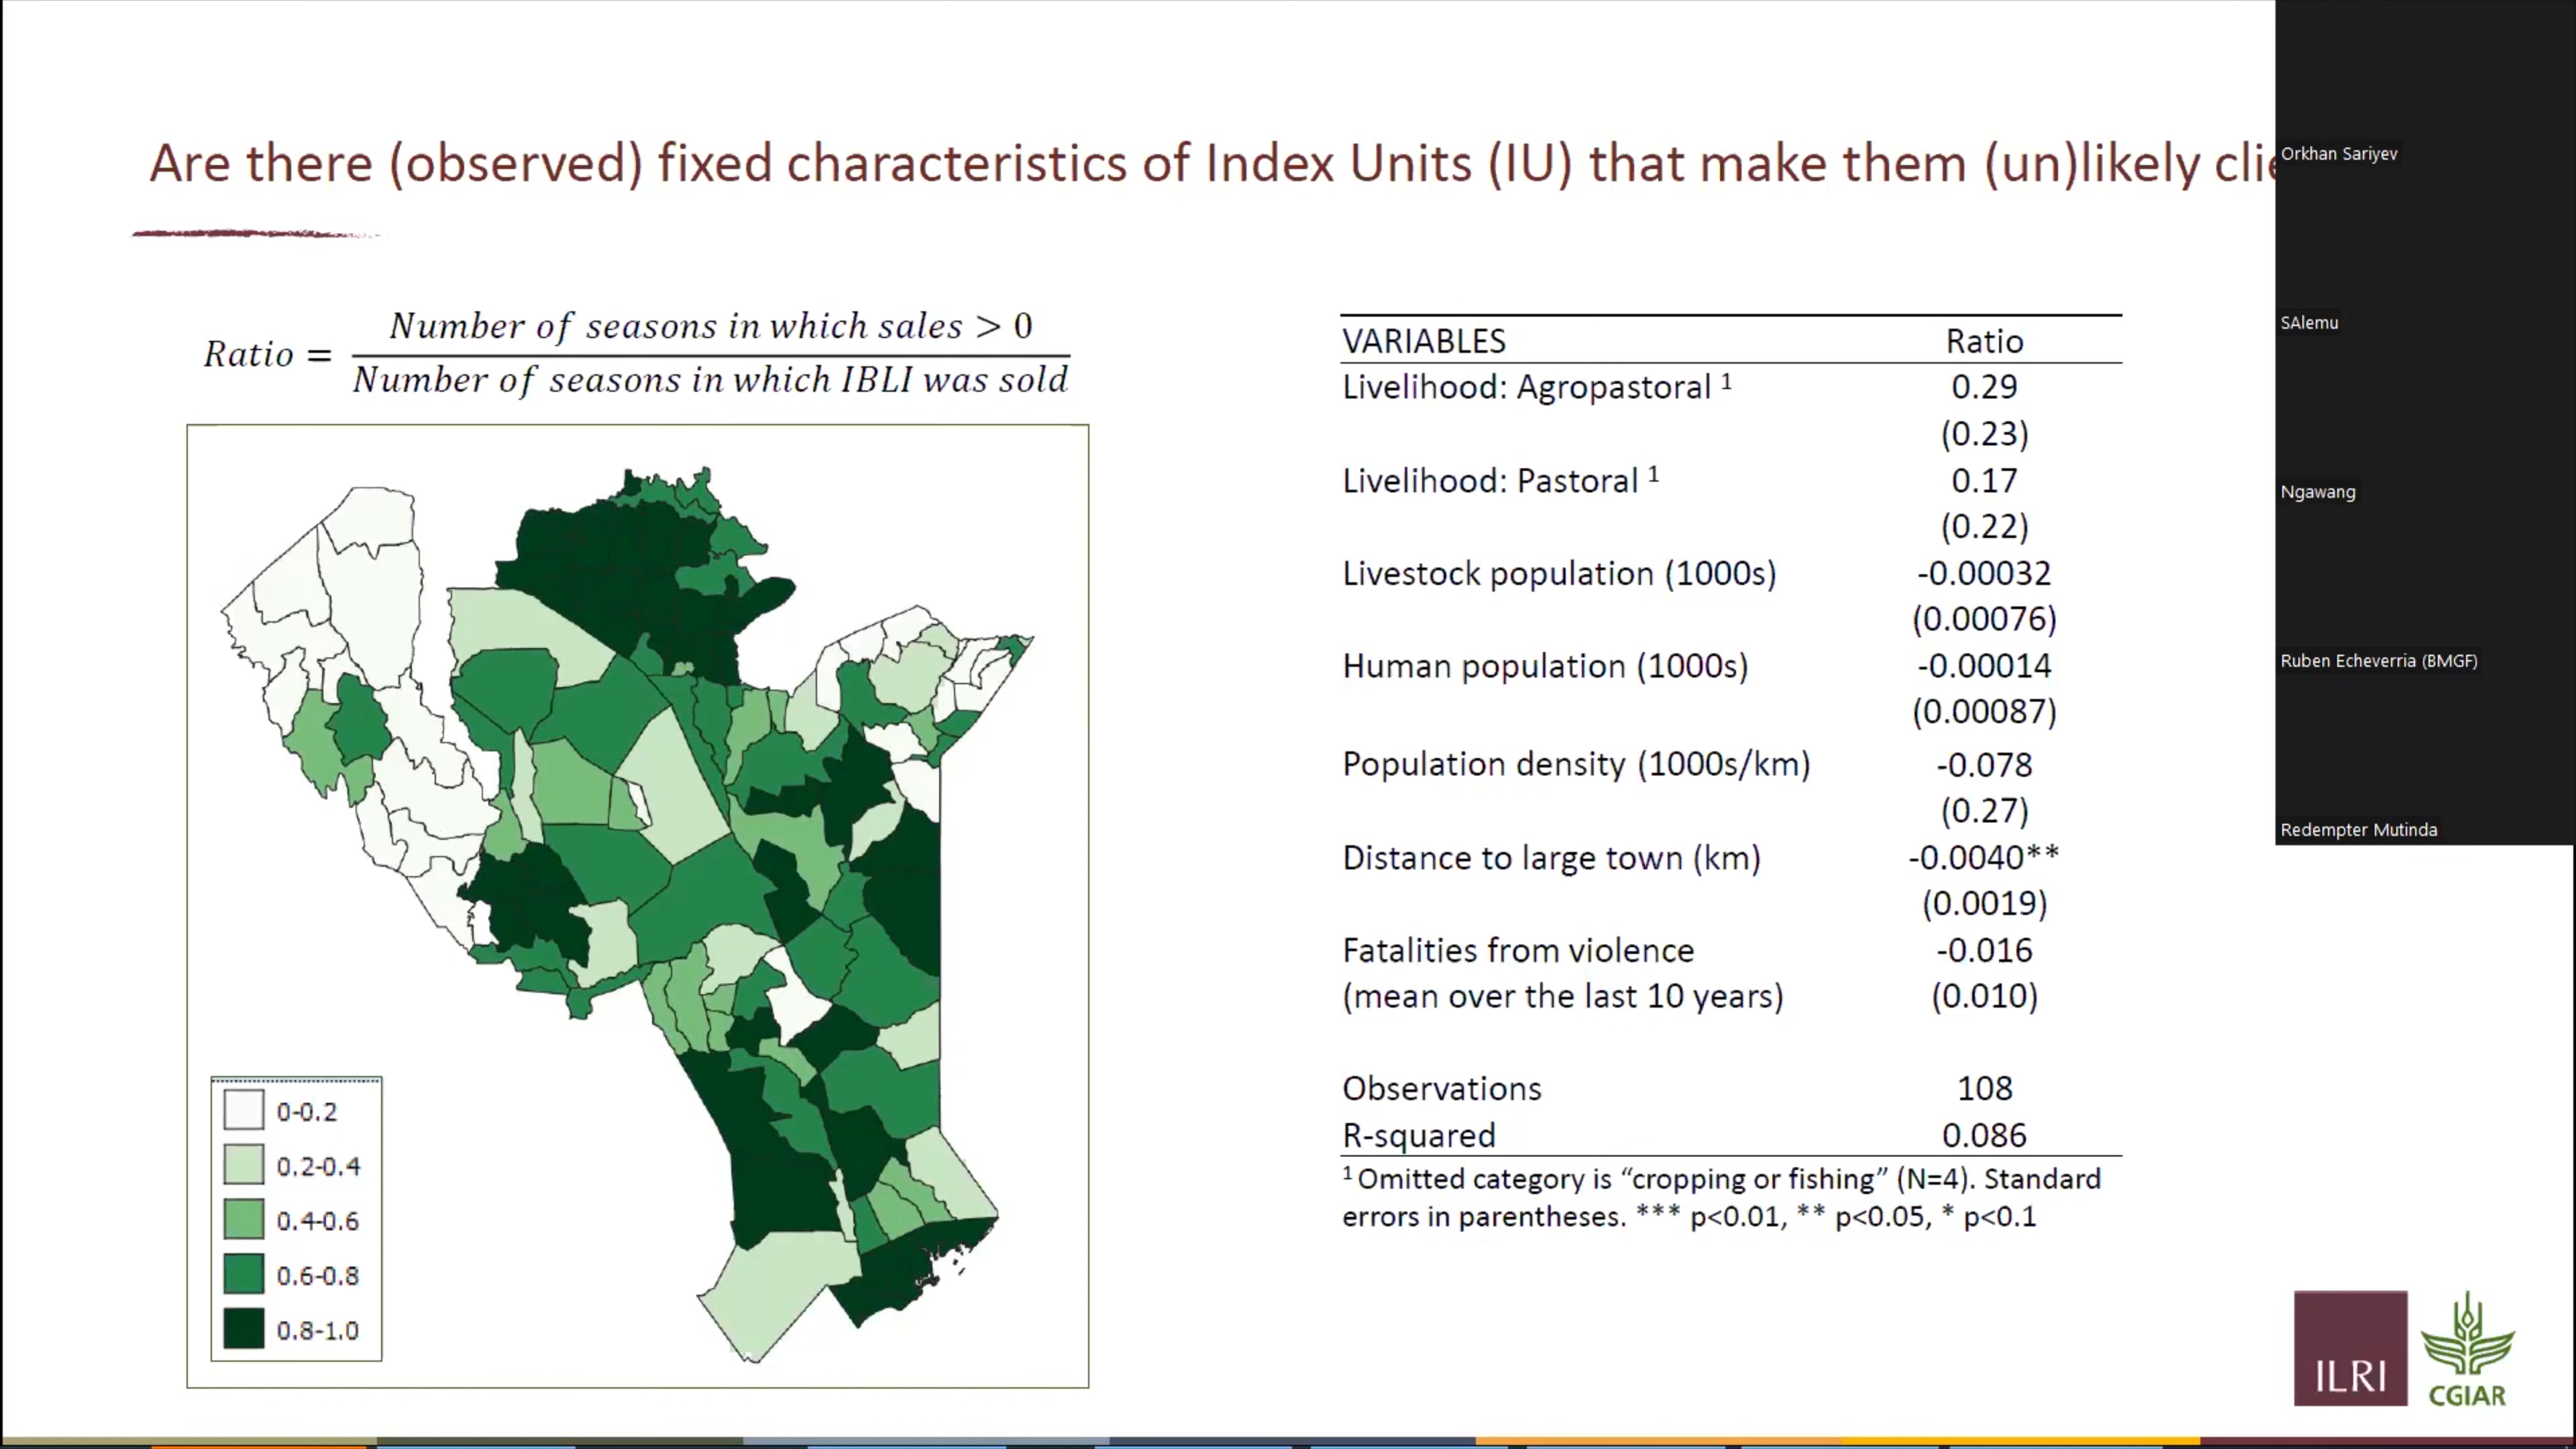 Are there (observed) fixed characteristics of Index Units (IU) that make them (un)likely clie
Ratio = Number of seasons in which sales > 0
Number of seasons in which IBLI was sold
0-0.2
0.2-0.4
0.4-0.6
0.6-0.8
0.8-1.0
VARIABLES Ratio
Livelihood: Agropastoral ¹ 0.29
(0.23)
Livelihood: Pastoral ¹ 0.17
(0.22)
Livestock population (1000s) -0.00032
(0.00076)
Human population (1000s) -0.00014
(0.00087)
Population density (1000s/km) -0.078
(0.27)
Distance to large town (km) -0.0040**
(0.0019)
Fatalities from violence -0.016
(mean over the last 10 years) (0.010)
Observations 108
R-squared 0.086
¹ Omitted category is “cropping or fishing” (N=4). Standard
errors in parentheses. *** p<0.01, ** p<0.05, * p<0.1
Orkhan Sariyev
SAlemu
Ngawang
Ruben Echeverria (BMGF)
Redempter Mutinda
ILRI
CGIAR